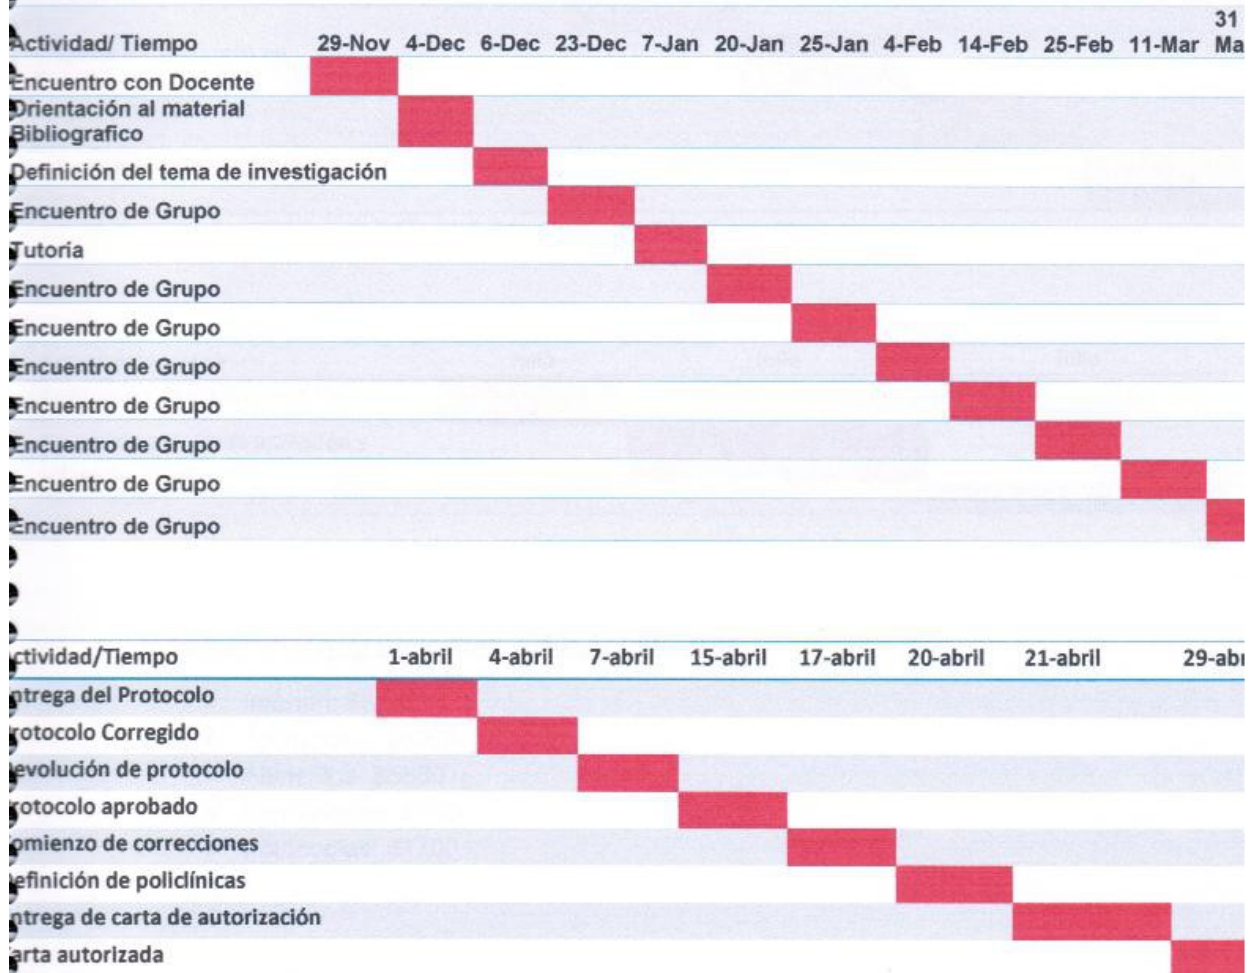 31
Actividad/ Tiempo 29-Nov 4-Dec 6-Dec 23-Dec 7-Jan 20-Jan 25-Jan 4-Feb 14-Feb 25-Feb 11-Mar Ma
Encuentro con Docente
Orientación al material
Bibliografico
Definición del tema de investigación
Encuentro de Grupo
Tutoria
Encuentro de Grupo
Encuentro de Grupo
Encuentro de Grupo
Encuentro de Grupo
Encuentro de Grupo
Encuentro de Grupo
Encuentro de Grupo
ctividad/Tiempo 1-abril 4-abril 7-abril 15-abril 17-abril 20-abril 21-abril 29-abr
ntrega del Protocolo
rotocolo Corregido
evolución de protocolo
rotocolo aprobado
omienzo de correcciones
efinición de policlínicas
ntrega de carta de autorización
arta autorizada